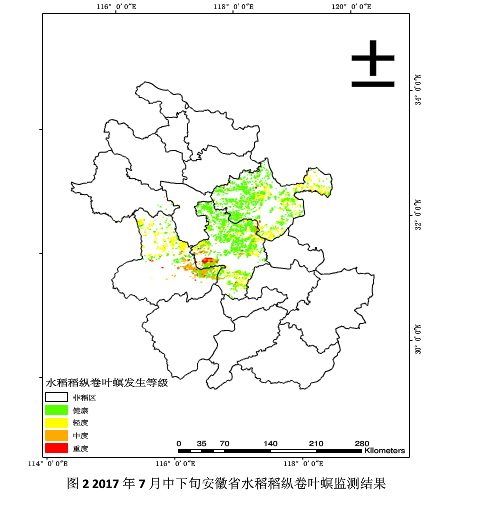 116° 0′0″E 118° 0′0″E 120° 0′0″E
34° 0′0″N
32° 0′0″N
30° 0′0″N
水稻稻纵卷叶螟发生等级
非稻区
健康
轻度
中度
重度
0 35 70 140 210 280
Kilometers
114° 0′0″E 116° 0′0″E 118° 0′0″E
图 2 2017 年 7 月中下旬安徽省水稻稻纵卷叶螟监测结果